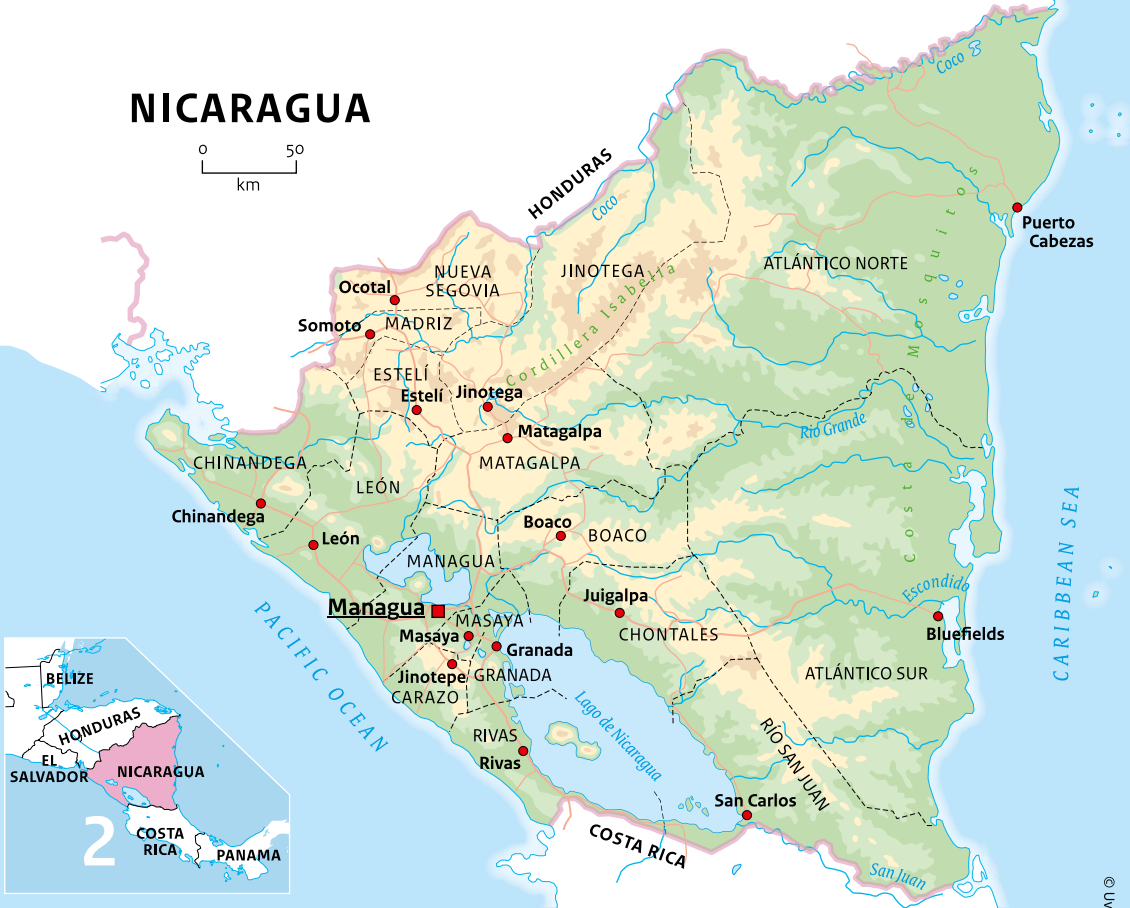 NICARAGUA
0 50
km
HONDURAS
Coco
Coco
Puerto
Cabezas
Costa de Mosquitos
NUEVA
SEGOVIA
JINOTEGA
ATLÁNTICO NORTE
Ocotal
Somoto
MADRIZ
Cordillera Isabella
ESTELÍ
Estelí
Jinotega
Matagalpa
Rio Grande
CHINANDEGA
MATAGALPA
LEÓN
Chinandega
León
Boaco
BOACO
MANAGUA
Managua
MASAYA
Masaya
Granada
Juigalpa
CHONTALES
Escondido
Bluefields
CARIBBEAN SEA
PACIFIC OCEAN
Jinotepe
GRANADA
CARAZO
ATLÁNTICO SUR
Lago de Nicaragua
RIVAS
Rivas
RÍO SAN JUAN
San Carlos
COSTA RICA
San Juan
BELIZE
HONDURAS
EL
SALVADOR
NICARAGUA
COSTA
RICA
PANAMA
2